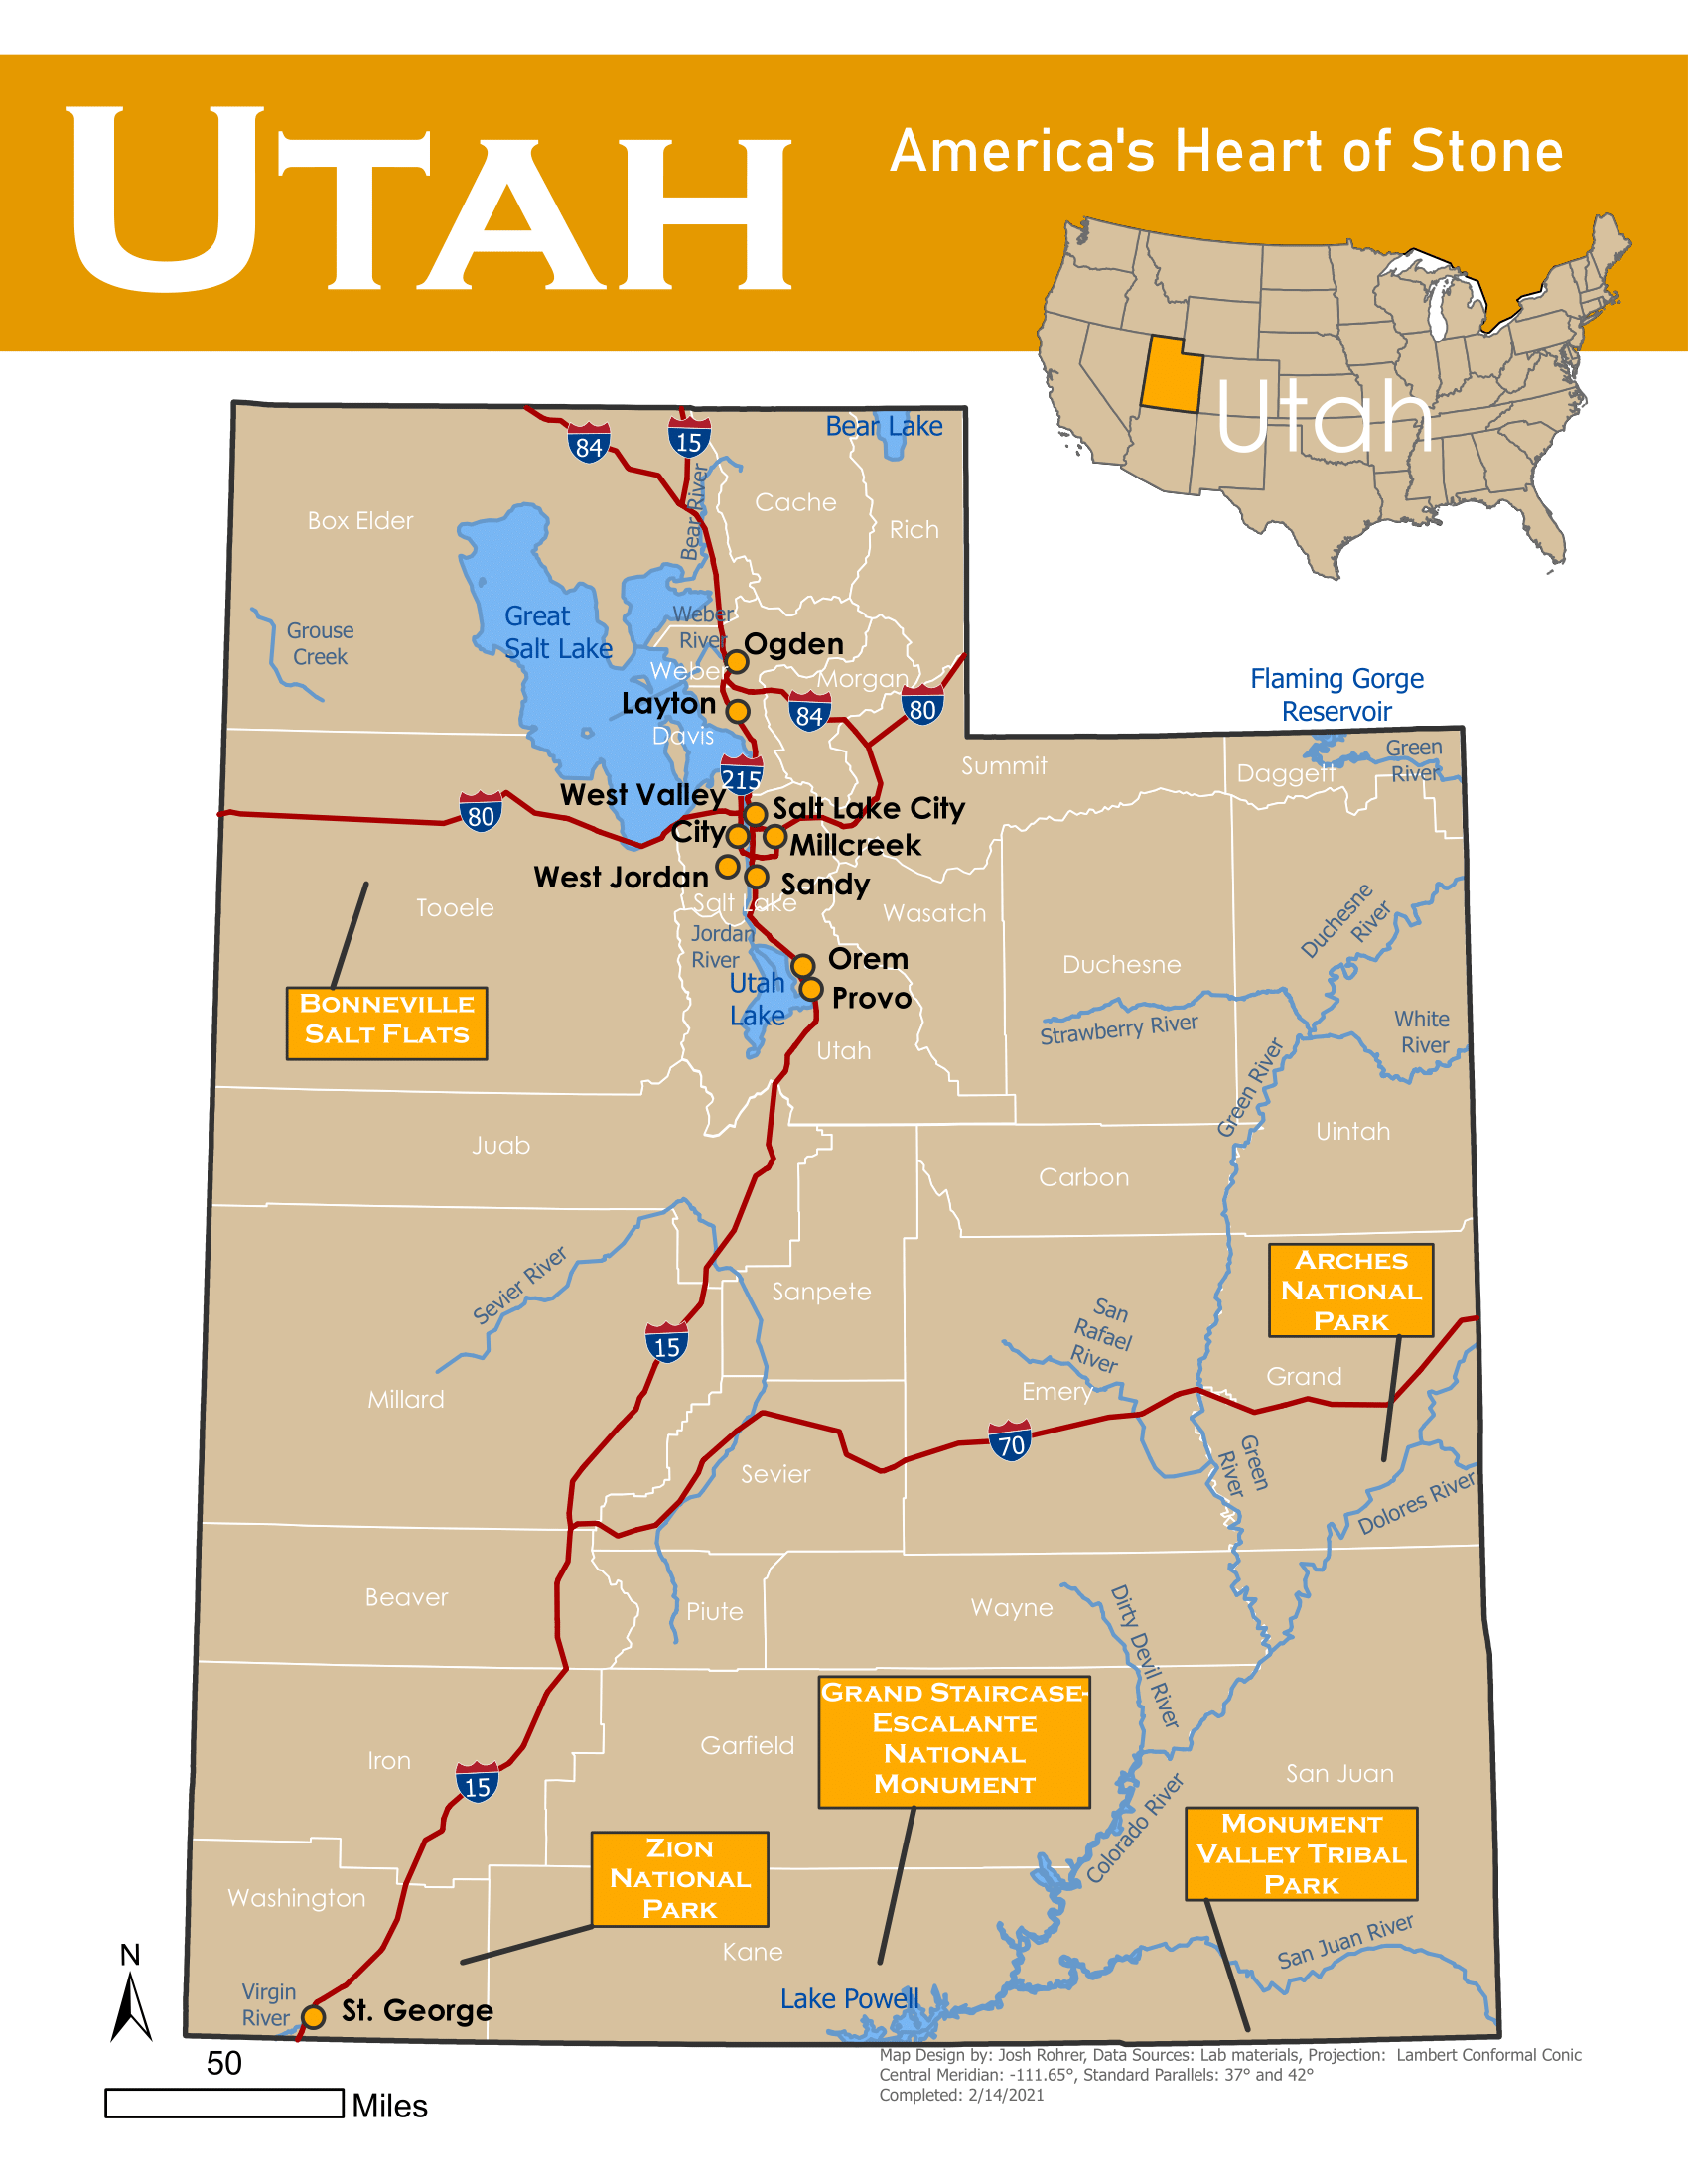 UTAH
America's Heart of Stone
Utah
84
15
Bear Lake
Bear River
Cache
Rich
Box Elder
Great
Salt Lake
Grouse
Creek
Weber
River
Ogden
Weber
Morgan
Layton
84
80
Davis
Flaming Gorge
Reservoir
Green
River
Summit
Daggett
215
80
West Valley
City
Salt Lake City
Millcreek
West Jordan
Sandy
Salt Lake
Tooele
Wasatch
Jordan
River
Duchesne
River
Orem
Provo
Utah
Lake
Duchesne
Bonneville
Salt Flats
Strawberry River
White
River
Utah
Green River
Juab
Uintah
Carbon
Sevier River
Sanpete
Arches
National
Park
San
Rafael
River
15
Millard
Emery
Grand
70
Sevier
Green
River
Dolores River
Beaver
Piute
Wayne
Dirty Devil River
Grand Staircase-
Escalante
National
Monument
Iron
15
Garfield
San Juan
Colorado River
Monument
Valley Tribal
Park
Zion
National
Park
Washington
Kane
San Juan River
Lake Powell
Virgin
River
St. George
N
50
Miles
Map Design by: Josh Rohrer, Data Sources: Lab materials, Projection: Lambert Conformal Conic
Central Meridian: -111.65°, Standard Parallels: 37° and 42°
Completed: 2/14/2021